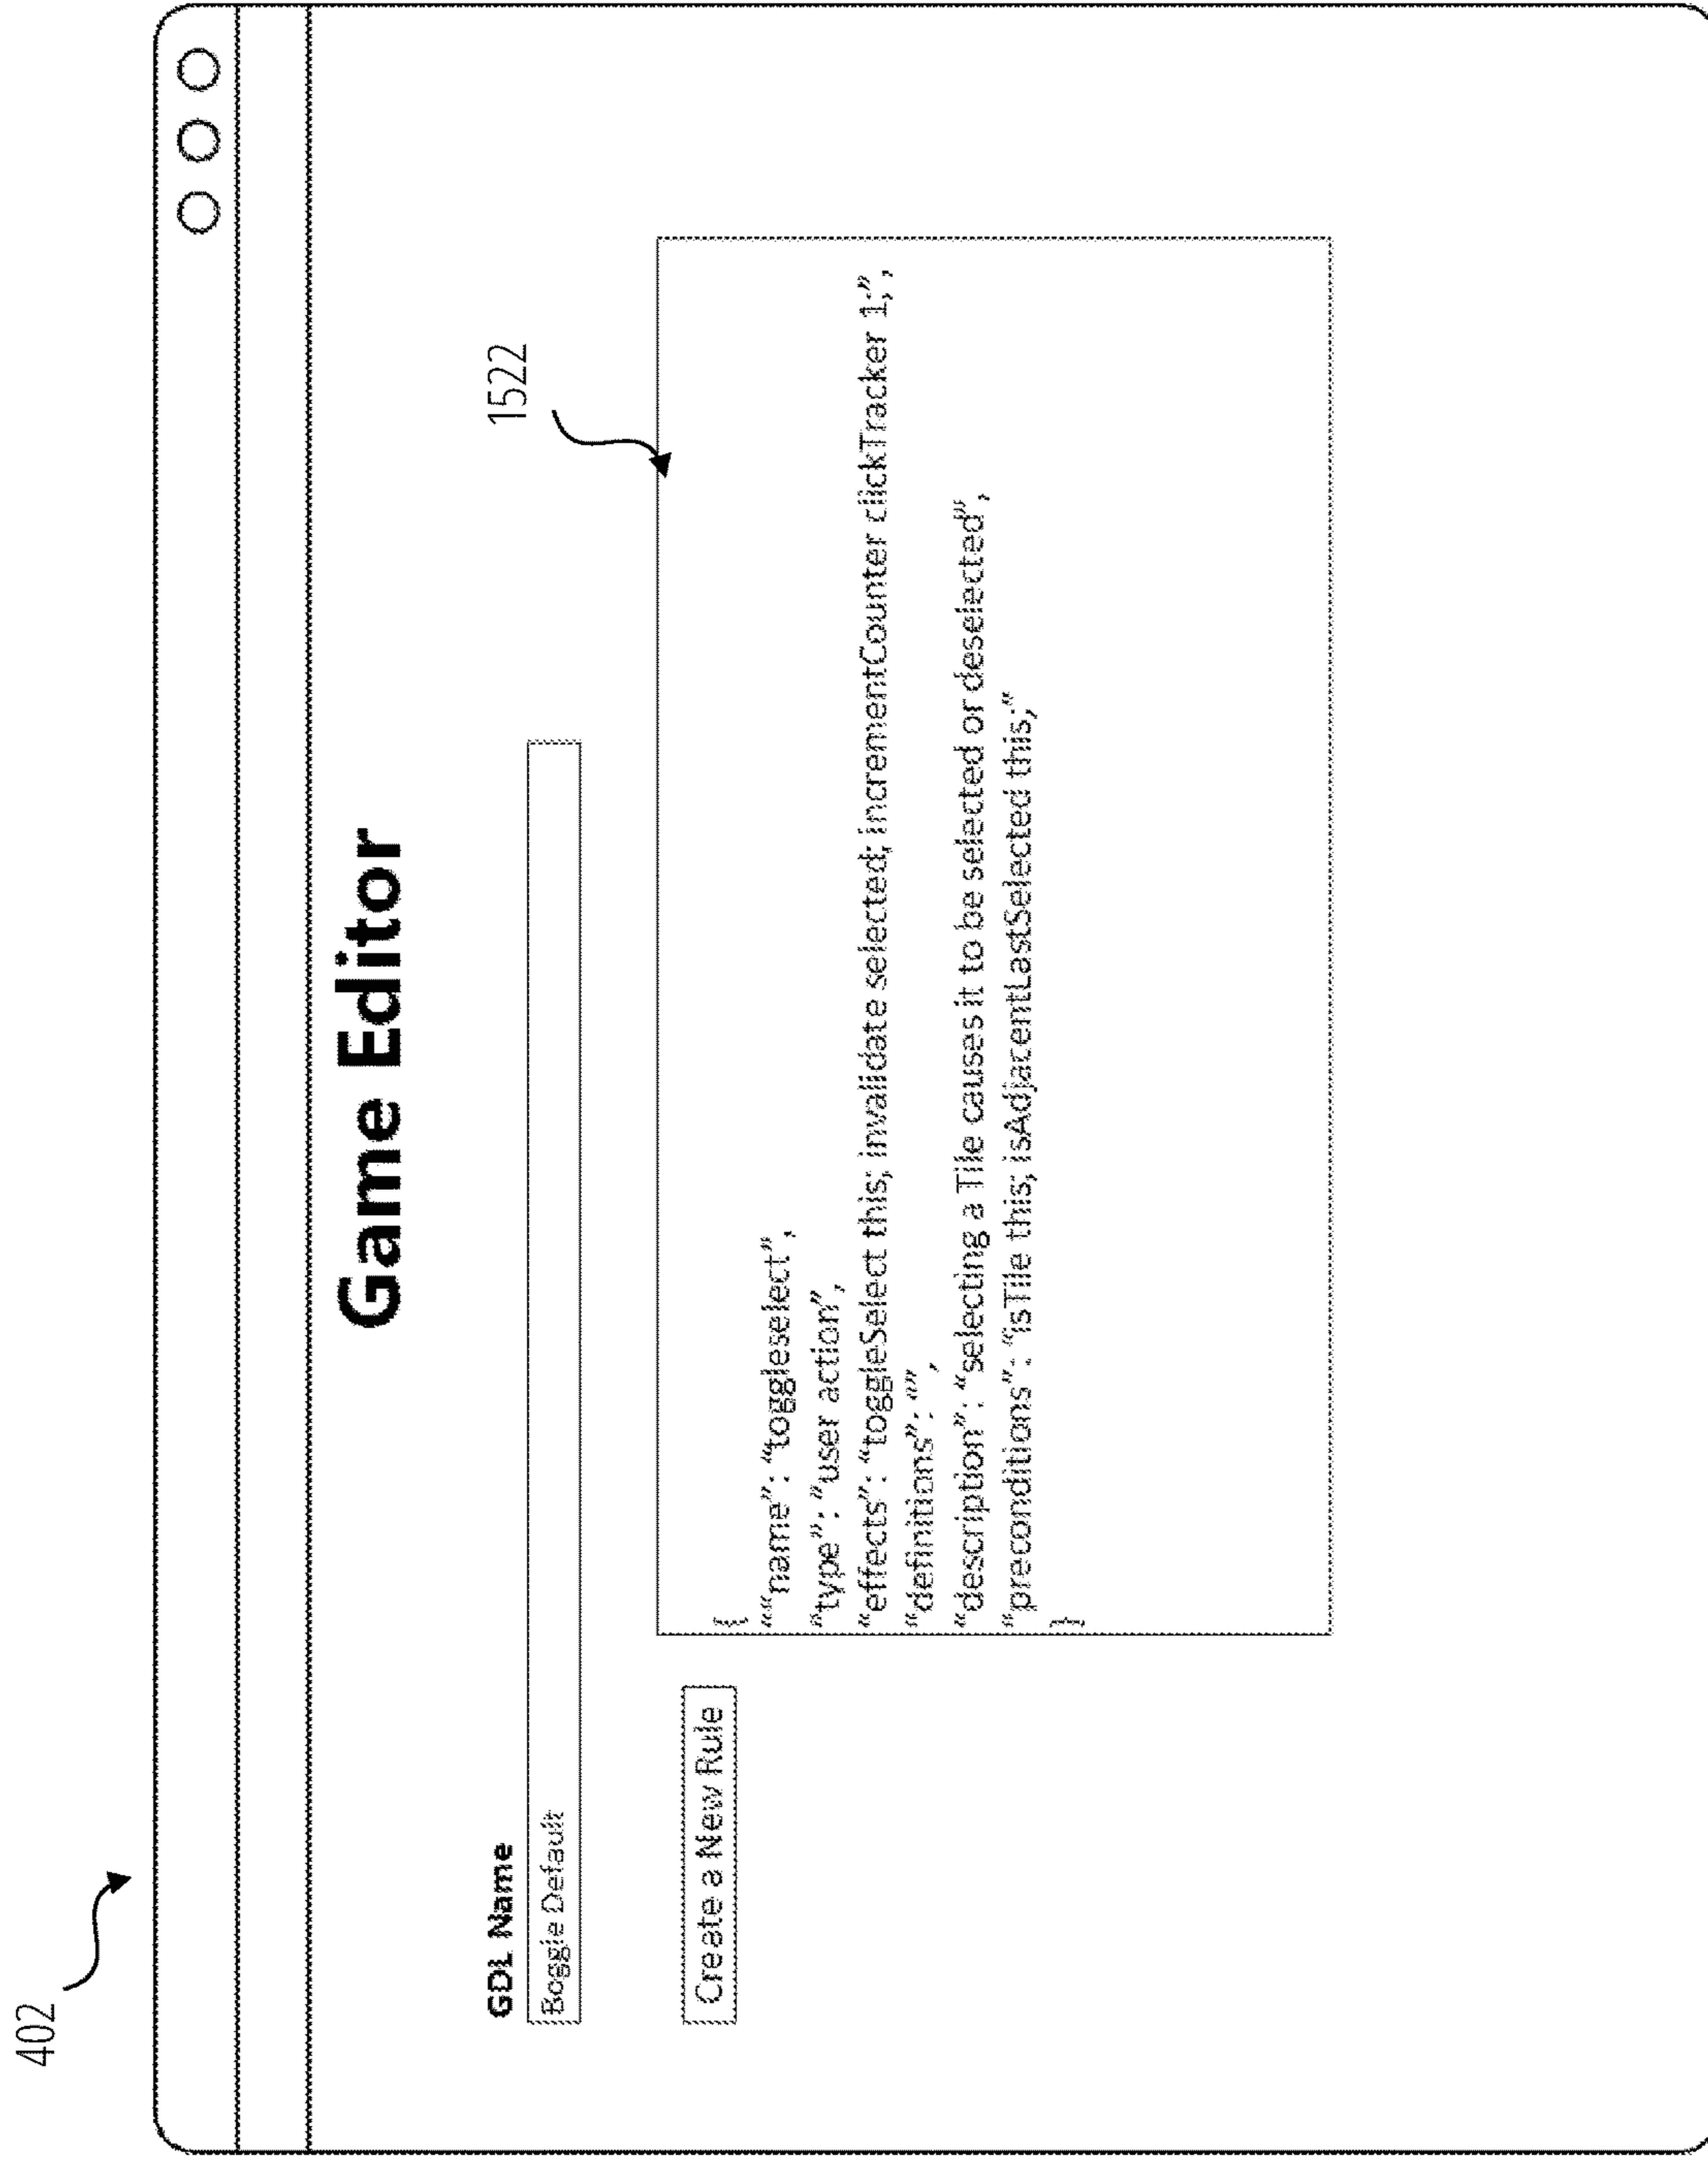 402
Game Editor
GDL Name
Boggle Default
1522
Create a New Rule
{
““name”: “toggleselect”,
“type”: “user action”,
“effects”: “toggleSelect this; invalidate selected; incrementCounter clickTracker 1;” ,
“definitions”: “” ,
“description”: “selecting a Tile causes it to be selected or deselected”,
“preconditions”: “isTile this; isAdjacentLastSelected this;”
}